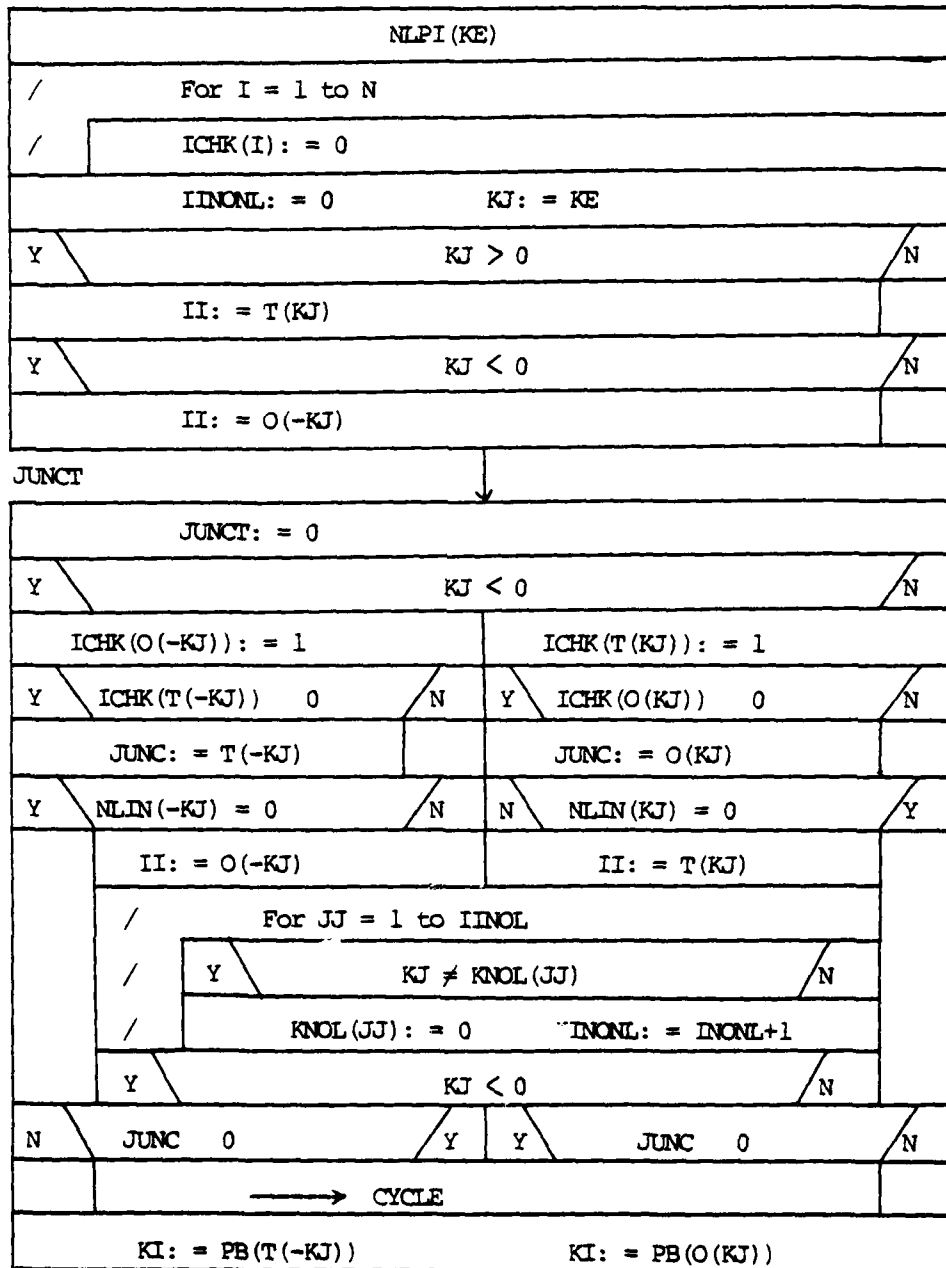 NLPI(KE)
/ For I = 1 to N
/ ICHK(I): = 0
IINONL: = 0 KJ: = KE
Y KJ > 0 N
II: = T(KJ)
Y KJ < 0 N
II: = O(-KJ)
JUNCT
JUNCT: = 0
Y KJ < 0 N
ICHK(O(-KJ)): = 1 ICHK(T(KJ)): = 1
Y ICHK(T(-KJ)) 0 N Y ICHK(O(KJ)) 0 N
JUNC: = T(-KJ) JUNC: = O(KJ)
Y NLIN(-KJ) = 0 N N NLIN(KJ) = 0 Y
II: = O(-KJ) II: = T(KJ)
/ For JJ = 1 to IINOL
/ Y KJ ≠ KNOL(JJ) N
/ KNOL(JJ): = 0 IINONL: = INONL+1
Y KJ < 0 N
N JUNC 0 Y Y JUNC 0 N
→ CYCLE
KI: = PB(T(-KJ)) KI: = PB(O(KJ))